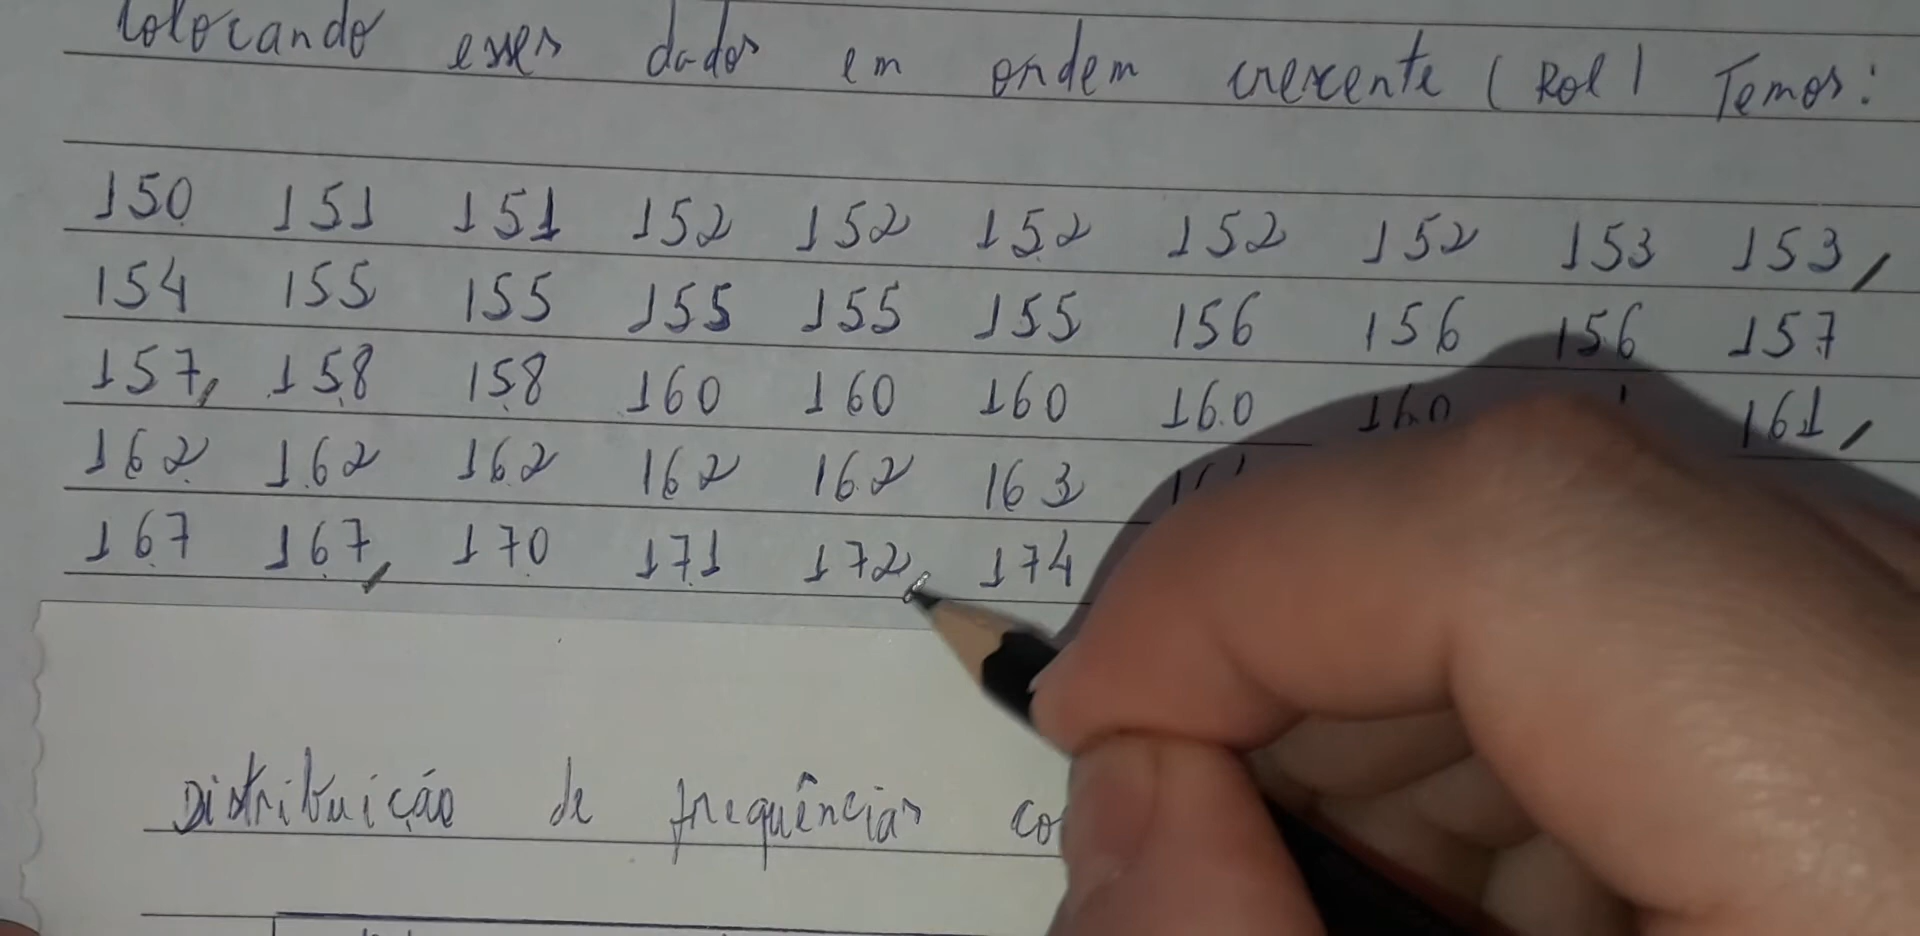 Colocando esses dados em ordem crescente (Rol) Temos:
150 151 151 152 152 152 152 152 153 153,
154 155 155 155 155 155 156 156 156 157
157, 158 158 160 160 160 160 160 161,
162 162 162 162 162 163
167 167, 170 171 172, 174
Distribuição de frequências